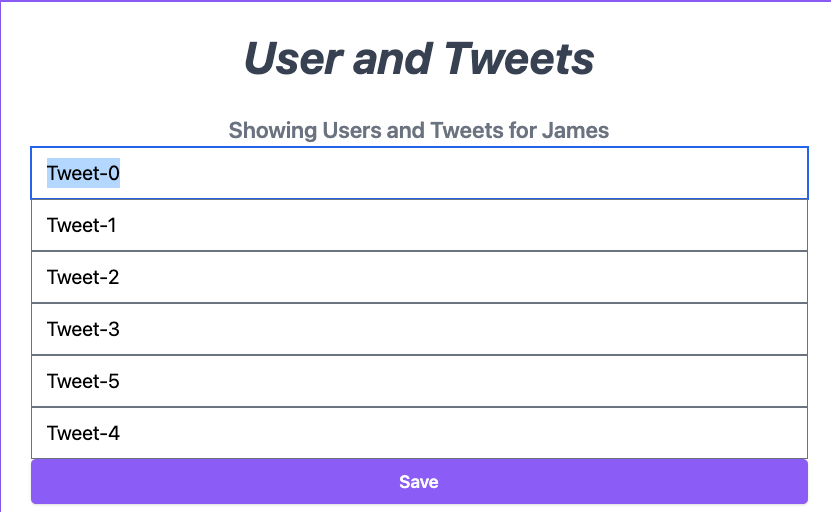 User and Tweets
Showing Users and Tweets for James
Tweet-0
Tweet-1
Tweet-2
Tweet-3
Tweet-5
Tweet-4
Save